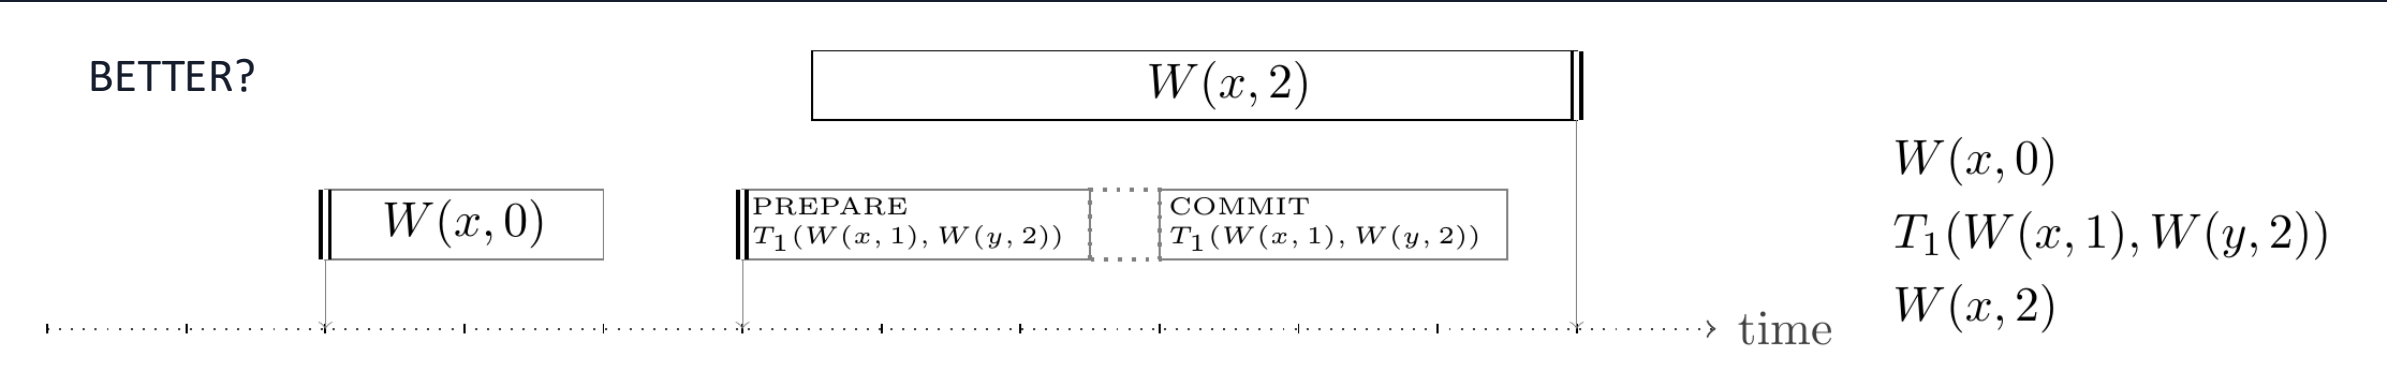 BETTER?
W(x, 2)
W(x, 0)
PREPARE
T₁(W(x, 1), W(y, 2))
COMMIT
T₁(W(x, 1), W(y, 2))
time
W(x, 0)
T₁(W(x, 1), W(y, 2))
W(x, 2)